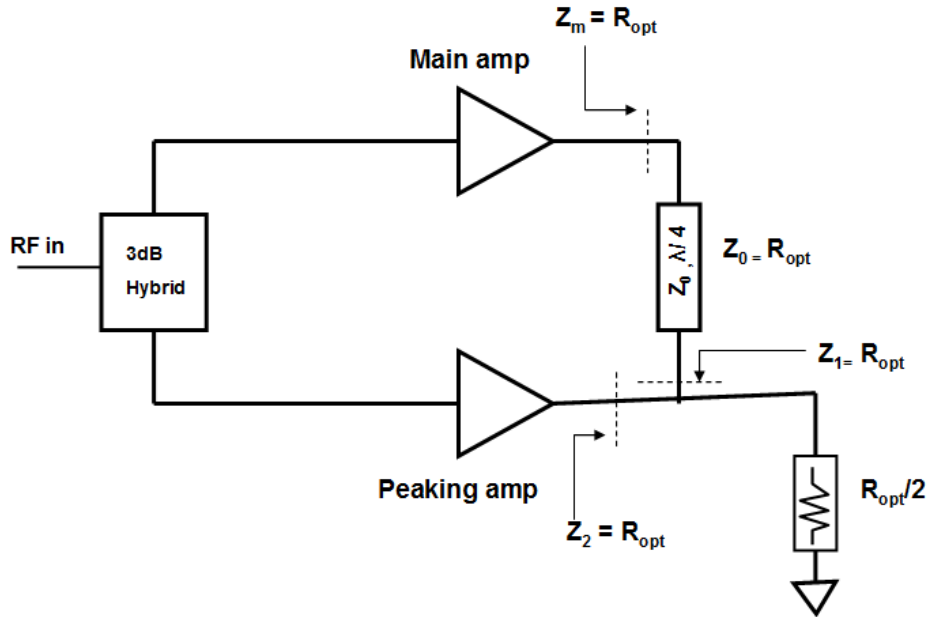 Zm = Ropt
Main amp
RF in
3dB
Hybrid
Z0 , λ/ 4
Z0 = Ropt
Z1= Ropt
Peaking amp
Z2 = Ropt
Ropt/2